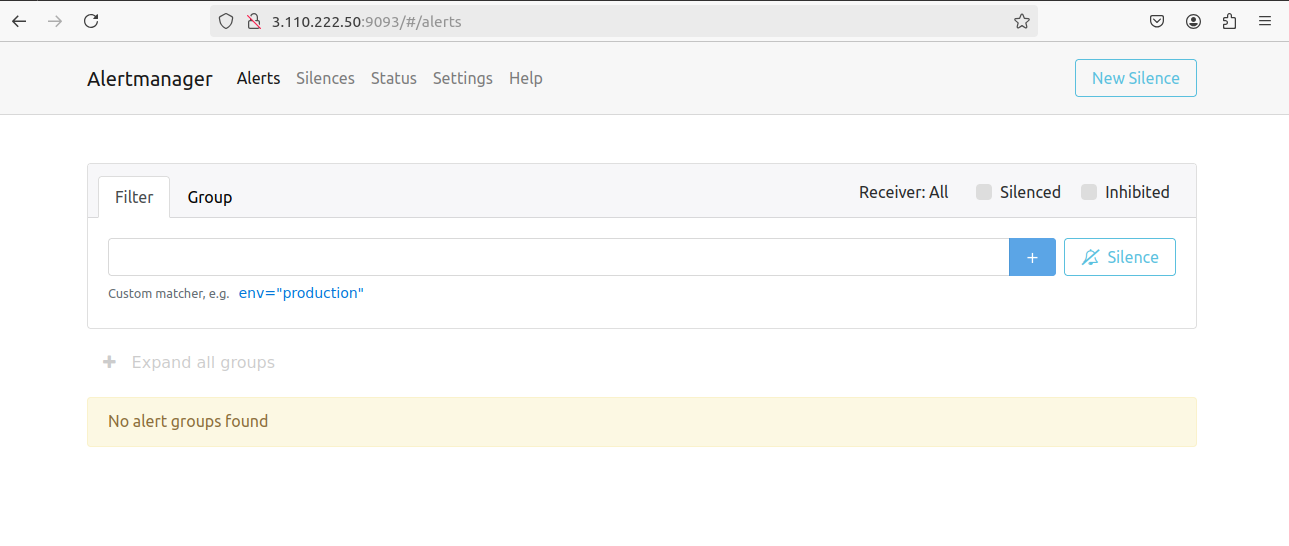 3.110.222.50:9093/#/alerts
Alertmanager Alerts Silences Status Settings Help New Silence
Filter Group Receiver: All Silenced Inhibited
+ Silence
Custom matcher, e.g. env="production"
+ Expand all groups
No alert groups found